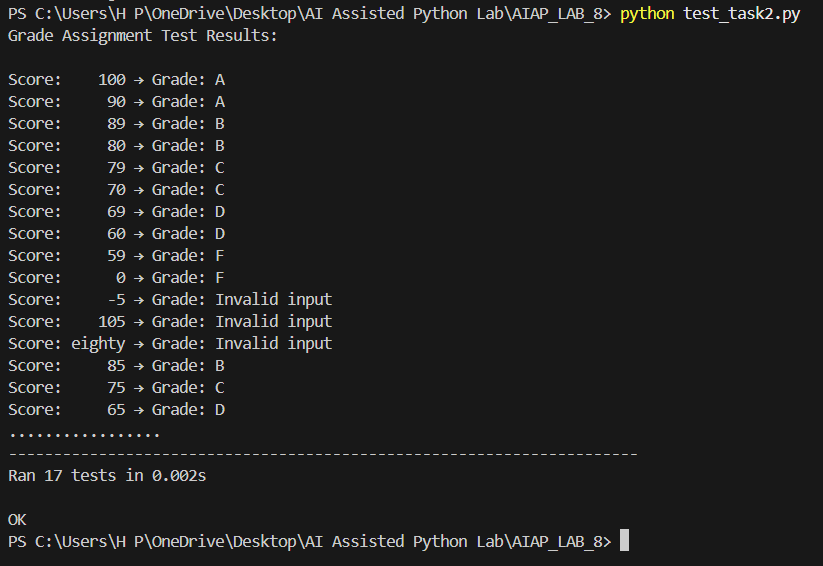 PS C:\Users\H P\OneDrive\Desktop\AI Assisted Python Lab\AIAP_LAB_8> python test_task2.py
Grade Assignment Test Results:

Score:    100 → Grade: A
Score:     90 → Grade: A
Score:     89 → Grade: B
Score:     80 → Grade: B
Score:     79 → Grade: C
Score:     70 → Grade: C
Score:     69 → Grade: D
Score:     60 → Grade: D
Score:     59 → Grade: F
Score:      0 → Grade: F
Score:     -5 → Grade: Invalid input
Score:    105 → Grade: Invalid input
Score: eighty → Grade: Invalid input
Score:     85 → Grade: B
Score:     75 → Grade: C
Score:     65 → Grade: D
.................
----------------------------------------------------------------------
Ran 17 tests in 0.002s

OK
PS C:\Users\H P\OneDrive\Desktop\AI Assisted Python Lab\AIAP_LAB_8>